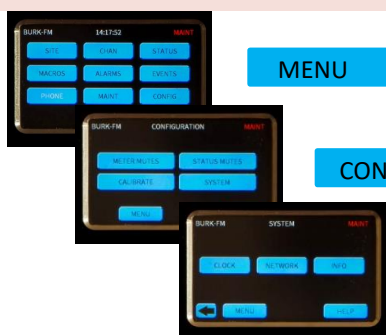 BURK-FM 14:17:52 MAINT
SITE CHAN STATUS
MACROS ALARMS EVENTS
PHONE MAINT CONFIG
MENU
BURK-FM CONFIGURATION MAINT
METER MUTES STATUS MUTES
CALIBRATE SYSTEM
MENU
CON
BURK-FM SYSTEM MAINT
CLOCK NETWORK INFO
MENU HELP